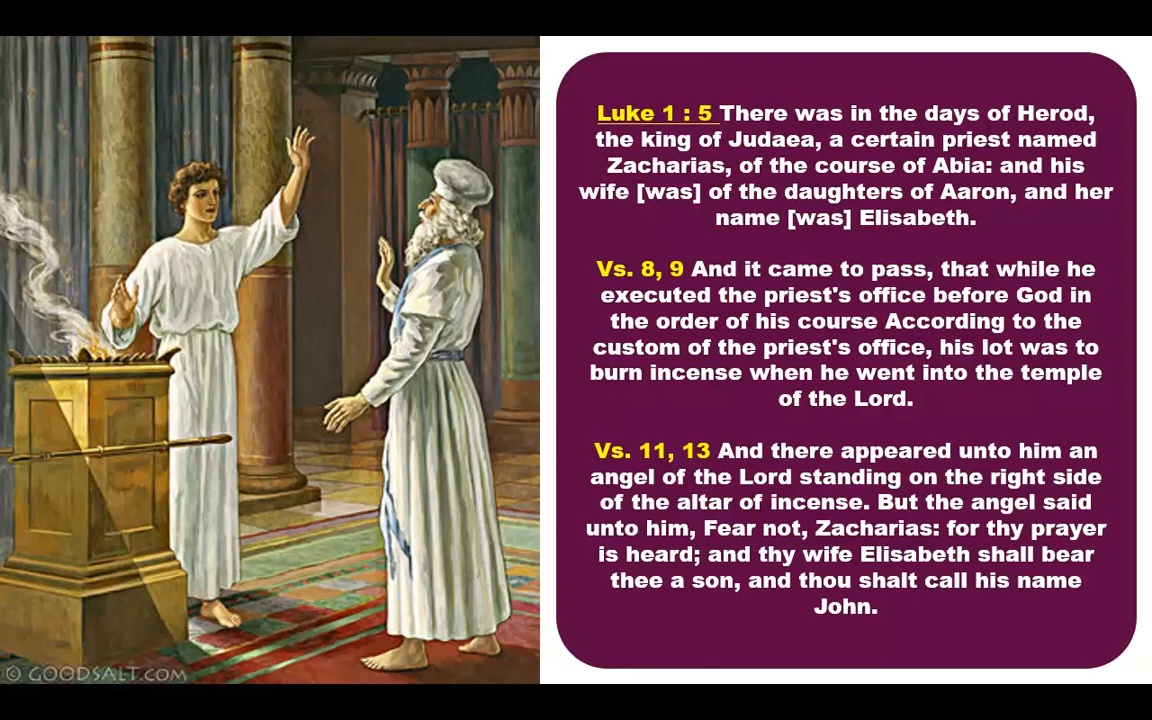 Luke 1 : 5 There was in the days of Herod,
the king of Judaea, a certain priest named
Zacharias, of the course of Abia: and his
wife [was] of the daughters of Aaron, and her
name [was] Elisabeth.
Vs. 8, 9 And it came to pass, that while he
executed the priest's office before God in
the order of his course According to the
custom of the priest's office, his lot was to
burn incense when he went into the temple
of the Lord.
Vs. 11, 13 And there appeared unto him an
angel of the Lord standing on the right side
of the altar of incense. But the angel said
unto him, Fear not, Zacharias: for thy prayer
is heard; and thy wife Elisabeth shall bear
thee a son, and thou shalt call his name
John.
© GOODSALT.COM